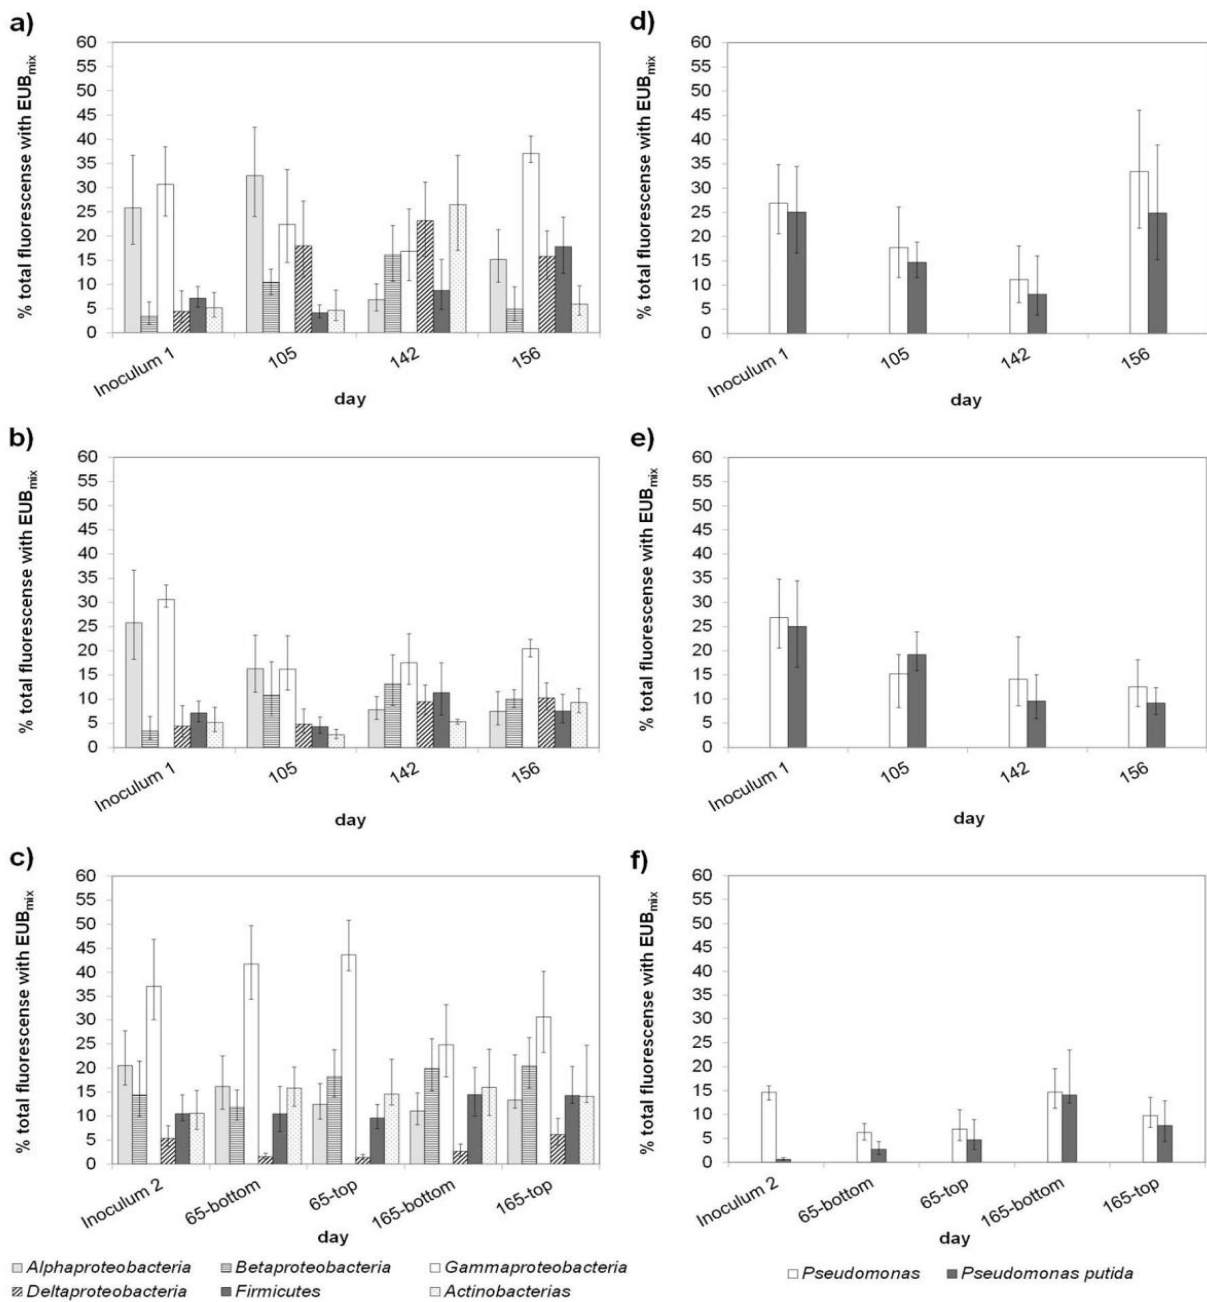 a)
% total fluorescense with EUBmix
60
55
50
45
40
35
30
25
20
15
10
5
0
Inoculum 1 105 142 156
day
d)
% total fluorescense with EUBmix
60
55
50
45
40
35
30
25
20
15
10
5
0
Inoculum 1 105 142 156
day
b)
% total fluorescense with EUBmix
60
55
50
45
40
35
30
25
20
15
10
5
0
Inoculum 1 105 142 156
day
e)
% total fluorescense with EUBmix
60
55
50
45
40
35
30
25
20
15
10
5
0
Inoculum 1 105 142 156
day
c)
% total fluorescense with EUBmix
60
55
50
45
40
35
30
25
20
15
10
5
0
Inoculum 2 65-bottom 65-top 165-bottom 165-top
day
Alphaproteobacteria Betaproteobacteria Gammaproteobacteria
Deltaproteobacteria Firmicutes Actinobacterias
f)
% total fluorescense with EUBmix
60
55
50
45
40
35
30
25
20
15
10
5
0
Inoculum 2 65-bottom 65-top 165-bottom 165-top
day
Pseudomonas Pseudomonas putida